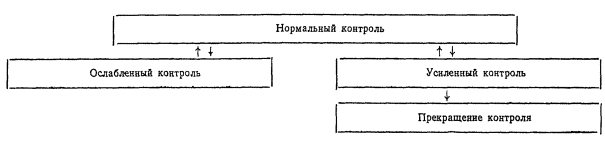 Нормальный контроль
Ослабленный контроль
Усиленный контроль
Прекращение контроля